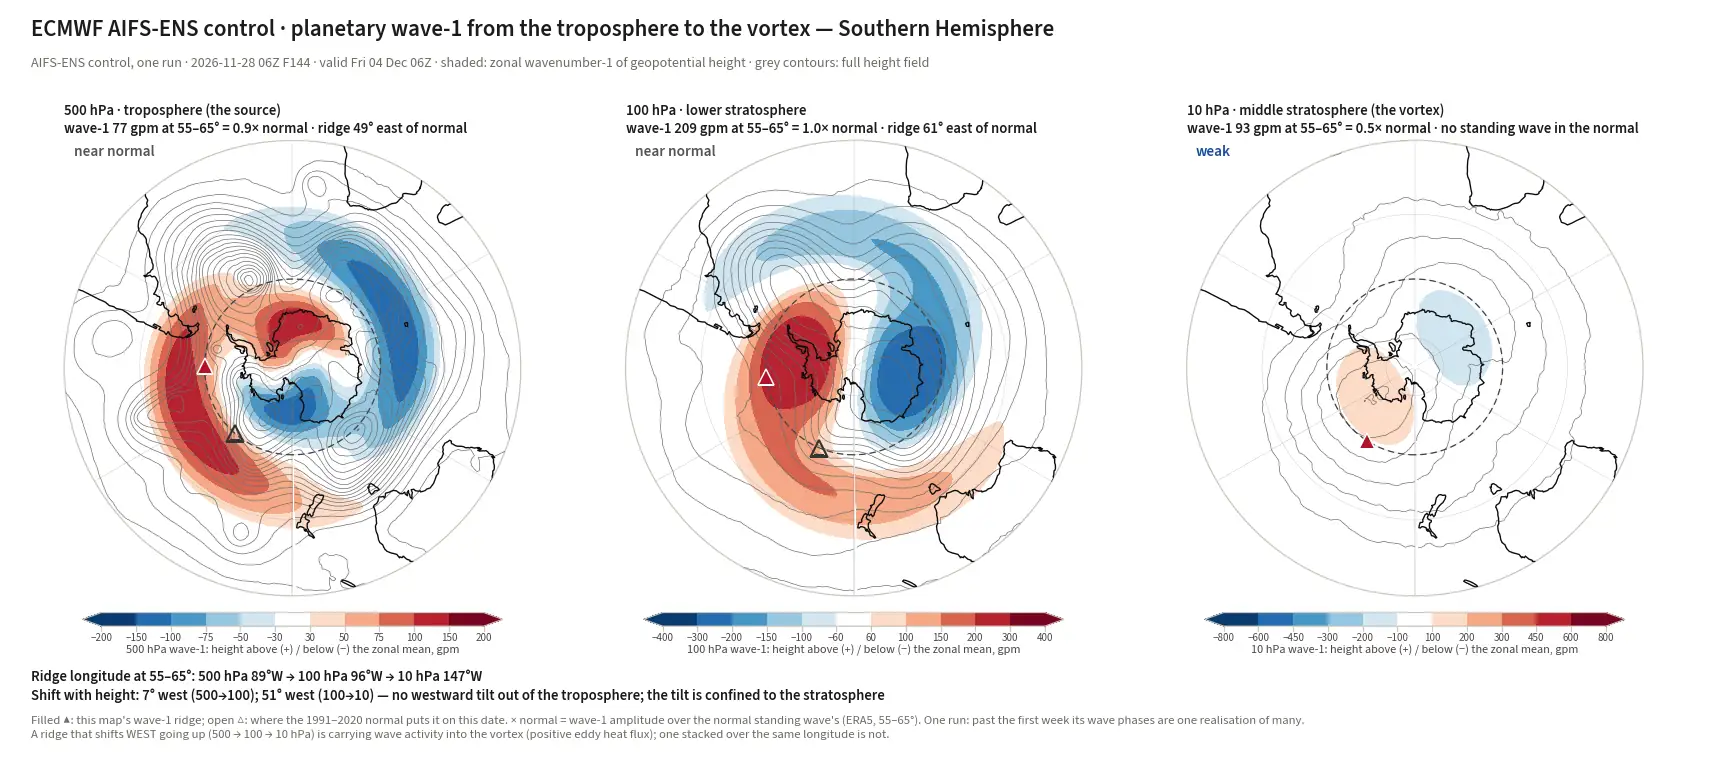 ECMWF AIFS-ENS control · planetary wave-1 from the troposphere to the vortex — Southern Hemisphere
AIFS-ENS control, one run · 2026-11-28 06Z F144 · valid Fri 04 Dec 06Z · shaded: zonal wavenumber-1 of geopotential height · grey contours: full height field
500 hPa · troposphere (the source)
wave-1 77 gpm at 55–65° = 0.9× normal · ridge 49° east of normal
near normal
100 hPa · lower stratosphere
wave-1 209 gpm at 55–65° = 1.0× normal · ridge 61° east of normal
near normal
10 hPa · middle stratosphere (the vortex)
wave-1 93 gpm at 55–65° = 0.5× normal · no standing wave in the normal
weak
−200 −150 −100 −75 −50 −30 30 50 75 100 150 200
500 hPa wave-1: height above (+) / below (−) the zonal mean, gpm
−400 −300 −200 −150 −100 −60 60 100 150 200 300 400
100 hPa wave-1: height above (+) / below (−) the zonal mean, gpm
−800 −600 −450 −300 −200 −100 100 200 300 450 600 800
10 hPa wave-1: height above (+) / below (−) the zonal mean, gpm
Ridge longitude at 55–65°: 500 hPa 89°W → 100 hPa 96°W → 10 hPa 147°W
Shift with height: 7° west (500→100); 51° west (100→10) — no westward tilt out of the troposphere; the tilt is confined to the stratosphere
Filled ▲: this map's wave-1 ridge; open △: where the 1991–2020 normal puts it on this date. × normal = wave-1 amplitude over the normal standing wave's (ERA5, 55–65°). One run: past the first week its wave phases are one realisation of many.
A ridge that shifts WEST going up (500 → 100 → 10 hPa) is carrying wave activity into the vortex (positive eddy heat flux); one stacked over the same longitude is not.